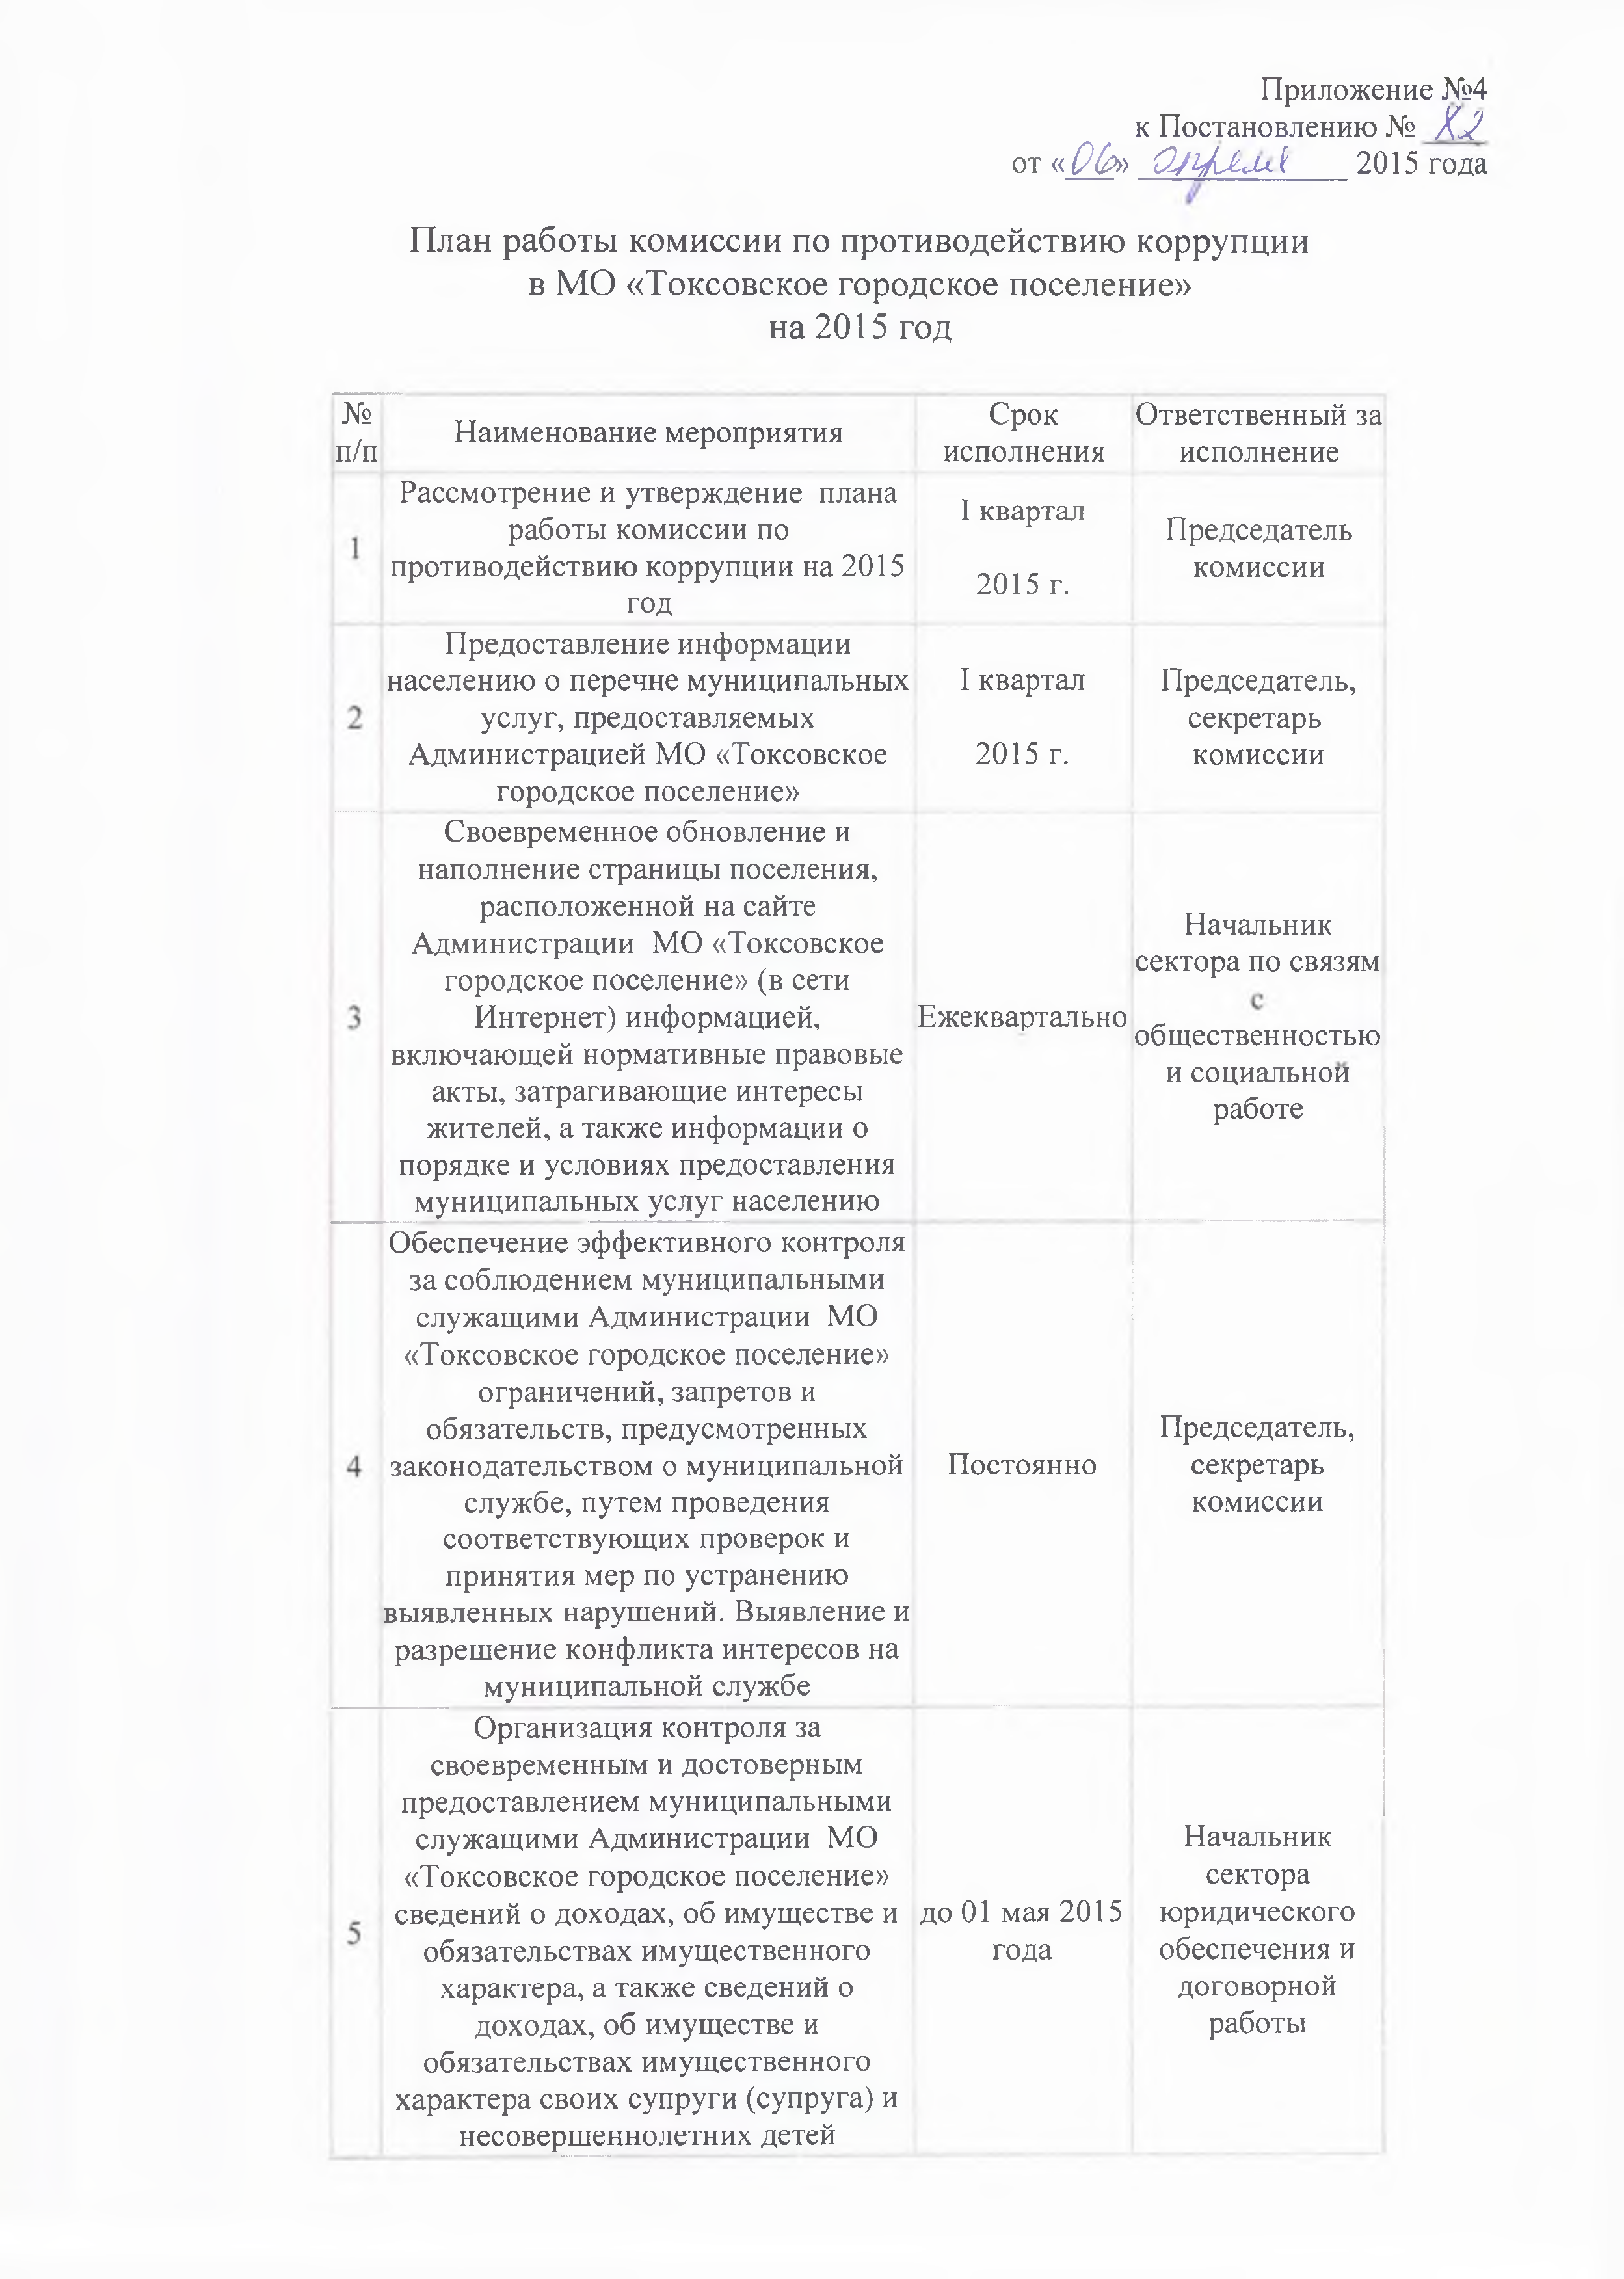 Приложение №4
к Постановлению № 82
от «06» апреля 2015 года
План работы комиссии по противодействию коррупции
в МО «Токсовское городское поселение»
на 2015 год
№
п/п
Наименование мероприятия
Срок
исполнения
Ответственный за
исполнение
1
Рассмотрение и утверждение плана
работы комиссии по
противодействию коррупции на 2015
год
I квартал
2015 г.
Председатель
комиссии
2
Предоставление информации
населению о перечне муниципальных
услуг, предоставляемых
Администрацией МО «Токсовское
городское поселение»
I квартал
2015 г.
Председатель,
секретарь
комиссии
3
Своевременное обновление и
наполнение страницы поселения,
расположенной на сайте
Администрации МО «Токсовское
городское поселение» (в сети
Интернет) информацией,
включающей нормативные правовые
акты, затрагивающие интересы
жителей, а также информации о
порядке и условиях предоставления
муниципальных услуг населению
Ежеквартально
Начальник
сектора по связям
с
общественностью
и социальной
работе
4
Обеспечение эффективного контроля
за соблюдением муниципальными
служащими Администрации МО
«Токсовское городское поселение»
ограничений, запретов и
обязательств, предусмотренных
законодательством о муниципальной
службе, путем проведения
соответствующих проверок и
принятия мер по устранению
выявленных нарушений. Выявление и
разрешение конфликта интересов на
муниципальной службе
Постоянно
Председатель,
секретарь
комиссии
5
Организация контроля за
своевременным и достоверным
предоставлением муниципальными
служащими Администрации МО
«Токсовское городское поселение»
сведений о доходах, об имуществе и
обязательствах имущественного
характера, а также сведений о
доходах, об имуществе и
обязательствах имущественного
характера своих супруги (супруга) и
несовершеннолетних детей
до 01 мая 2015
года
Начальник
сектора
юридического
обеспечения и
договорной
работы